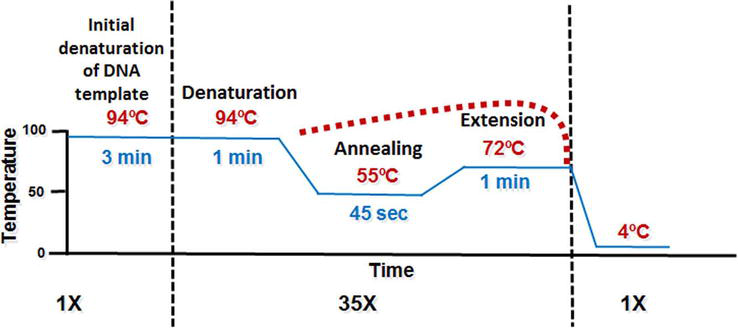 Initial
denaturation
of DNA
template
94ºC
3 min
Denaturation
94ºC
1 min
Annealing
55ºC
45 sec
Extension
72ºC
1 min
4ºC
Temperature
100
50
0
Time
1X
35X
1X